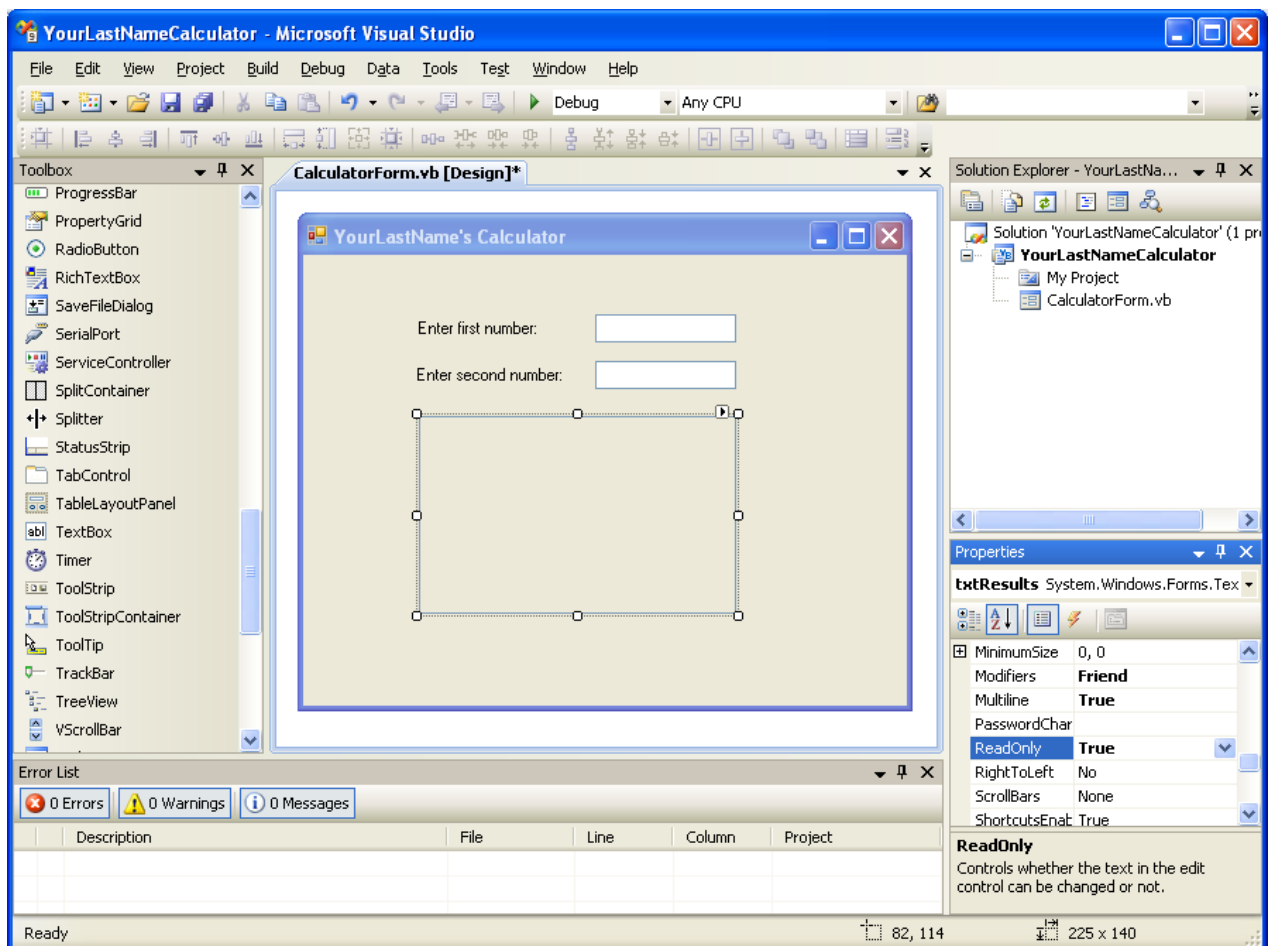 YourLastNameCalculator - Microsoft Visual Studio
File Edit View Project Build Debug Data Tools Test Window Help
Debug Any CPU
Toolbox
ProgressBar
PropertyGrid
RadioButton
RichTextBox
SaveFileDialog
SerialPort
ServiceController
SplitContainer
Splitter
StatusStrip
TabControl
TableLayoutPanel
abl TextBox
Timer
ToolStrip
ToolStripContainer
ToolTip
TrackBar
TreeView
VScrollBar
CalculatorForm.vb [Design]*
YourLastName's Calculator
Enter first number:
Enter second number:
Solution Explorer - YourLastNa...
Solution 'YourLastNameCalculator' (1 pro
YourLastNameCalculator
My Project
CalculatorForm.vb
Properties
txtResults System.Windows.Forms.Tex
MinimumSize 0, 0
Modifiers Friend
Multiline True
PasswordChar
ReadOnly True
RightToLeft No
ScrollBars None
ShortcutsEnab True
ReadOnly
Controls whether the text in the edit
control can be changed or not.
Error List
0 Errors 0 Warnings 0 Messages
Description File Line Column Project
Ready 82, 114 225 x 140